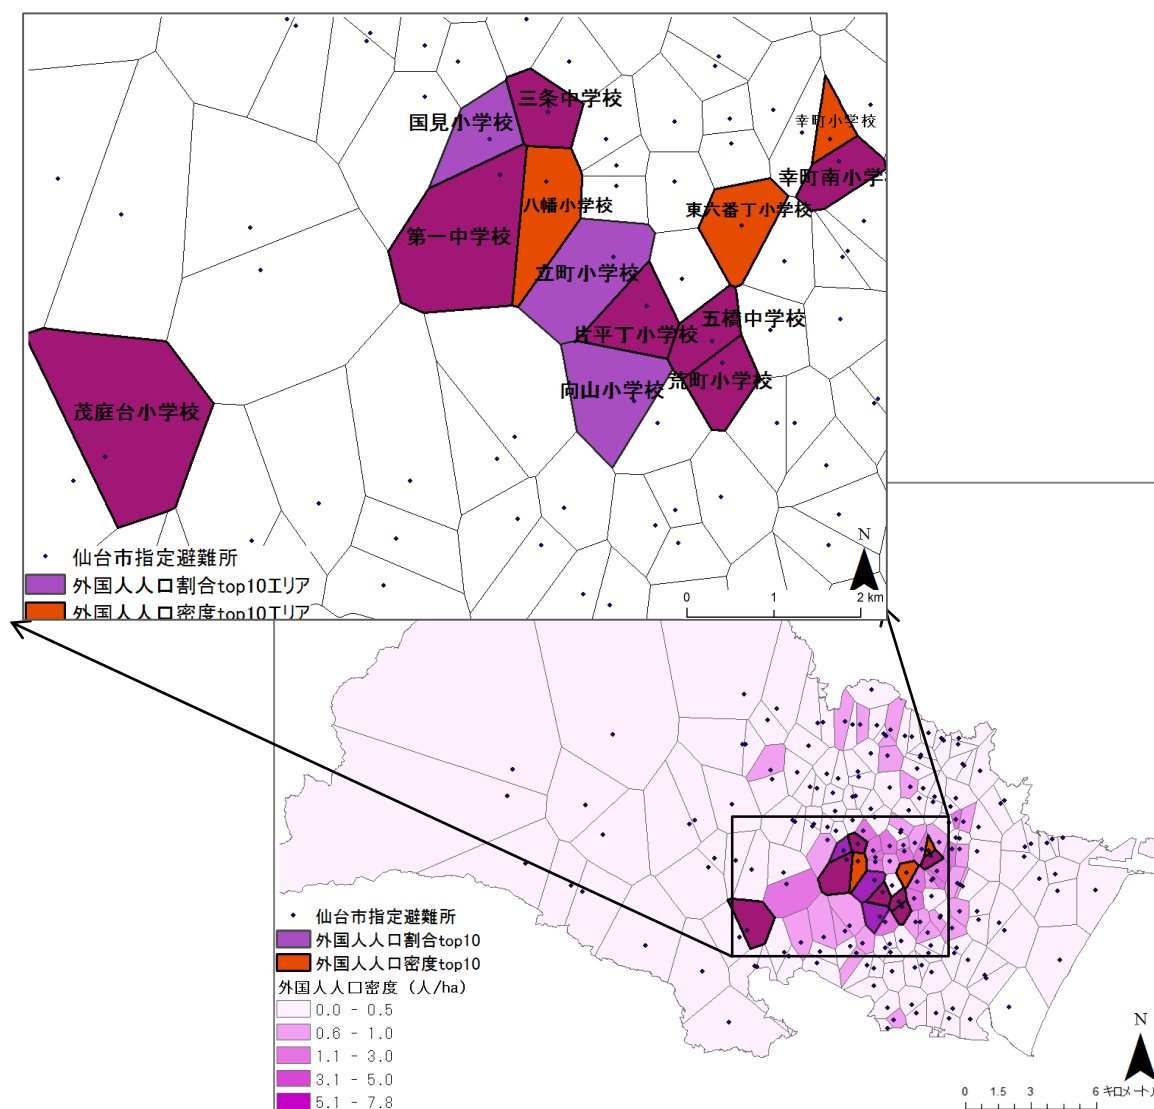 三条中学校
国見小学校
幸町小学校
幸町南小学
八幡小学校
東六番丁小学校
第一中学校
立町小学校
五橋中学校
片平丁小学校
荒町小学校
向山小学校
茂庭台小学校
N
仙台市指定避難所
外国人人口割合top10エリア
外国人人口密度top10エリア
0 1 2 km
仙台市指定避難所
外国人人口割合top10
外国人人口密度top10
外国人人口密度 (人/ha)
0.0 - 0.5
0.6 - 1.0
1.1 - 3.0
3.1 - 5.0
5.1 - 7.8
N
0 1.5 3 6 キロメートル